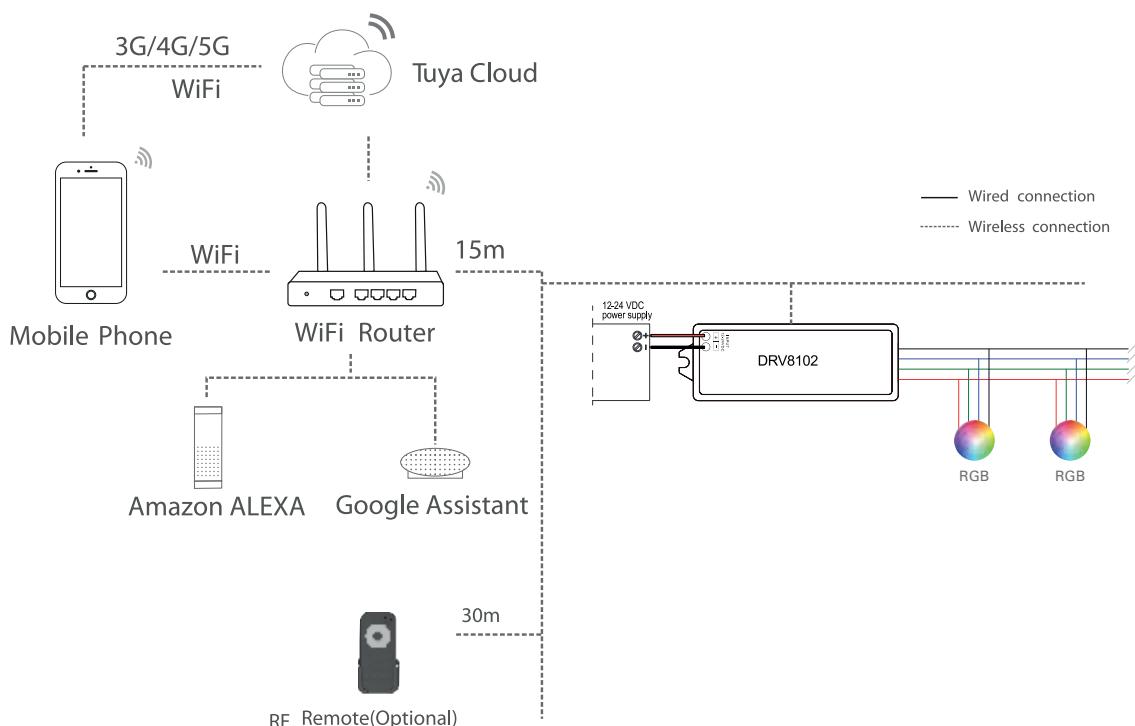 3G/4G/5G
WiFi
Tuya Cloud
WiFi
15m
Mobile Phone
WiFi Router
Wired connection
Wireless connection
12-24 VDC
power supply
+
-
DRV8102
RGB
RGB
Amazon ALEXA
Google Assistant
30m
RF Remote(Optional)